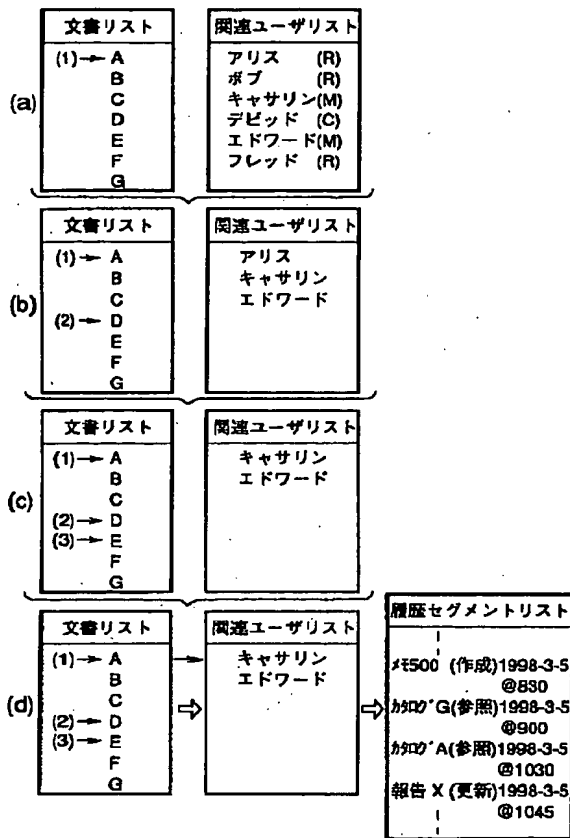 (a)
文書リスト
(1)→ A
B
C
D
E
F
G
関連ユーザリスト
アリス (R)
ボブ (R)
キャサリン(M)
デビッド (C)
エドワード(M)
フレッド (R)
(b)
文書リスト
(1)→ A
B
C
(2)→ D
E
F
G
関連ユーザリスト
アリス
キャサリン
エドワード
(c)
文書リスト
(1)→ A
B
C
(2)→ D
(3)→ E
F
G
関連ユーザリスト
キャサリン
エドワード
(d)
文書リスト
(1)→ A
B
C
(2)→ D
(3)→ E
F
G
関連ユーザリスト
キャサリン
エドワード
履歴セグメントリスト
メモ500 (作成)1998-3-5
@830
カタログG(参照)1998-3-5
@900
カタログA(参照)1998-3-5
@1030
報告 X (更新)1998-3-5
@1045